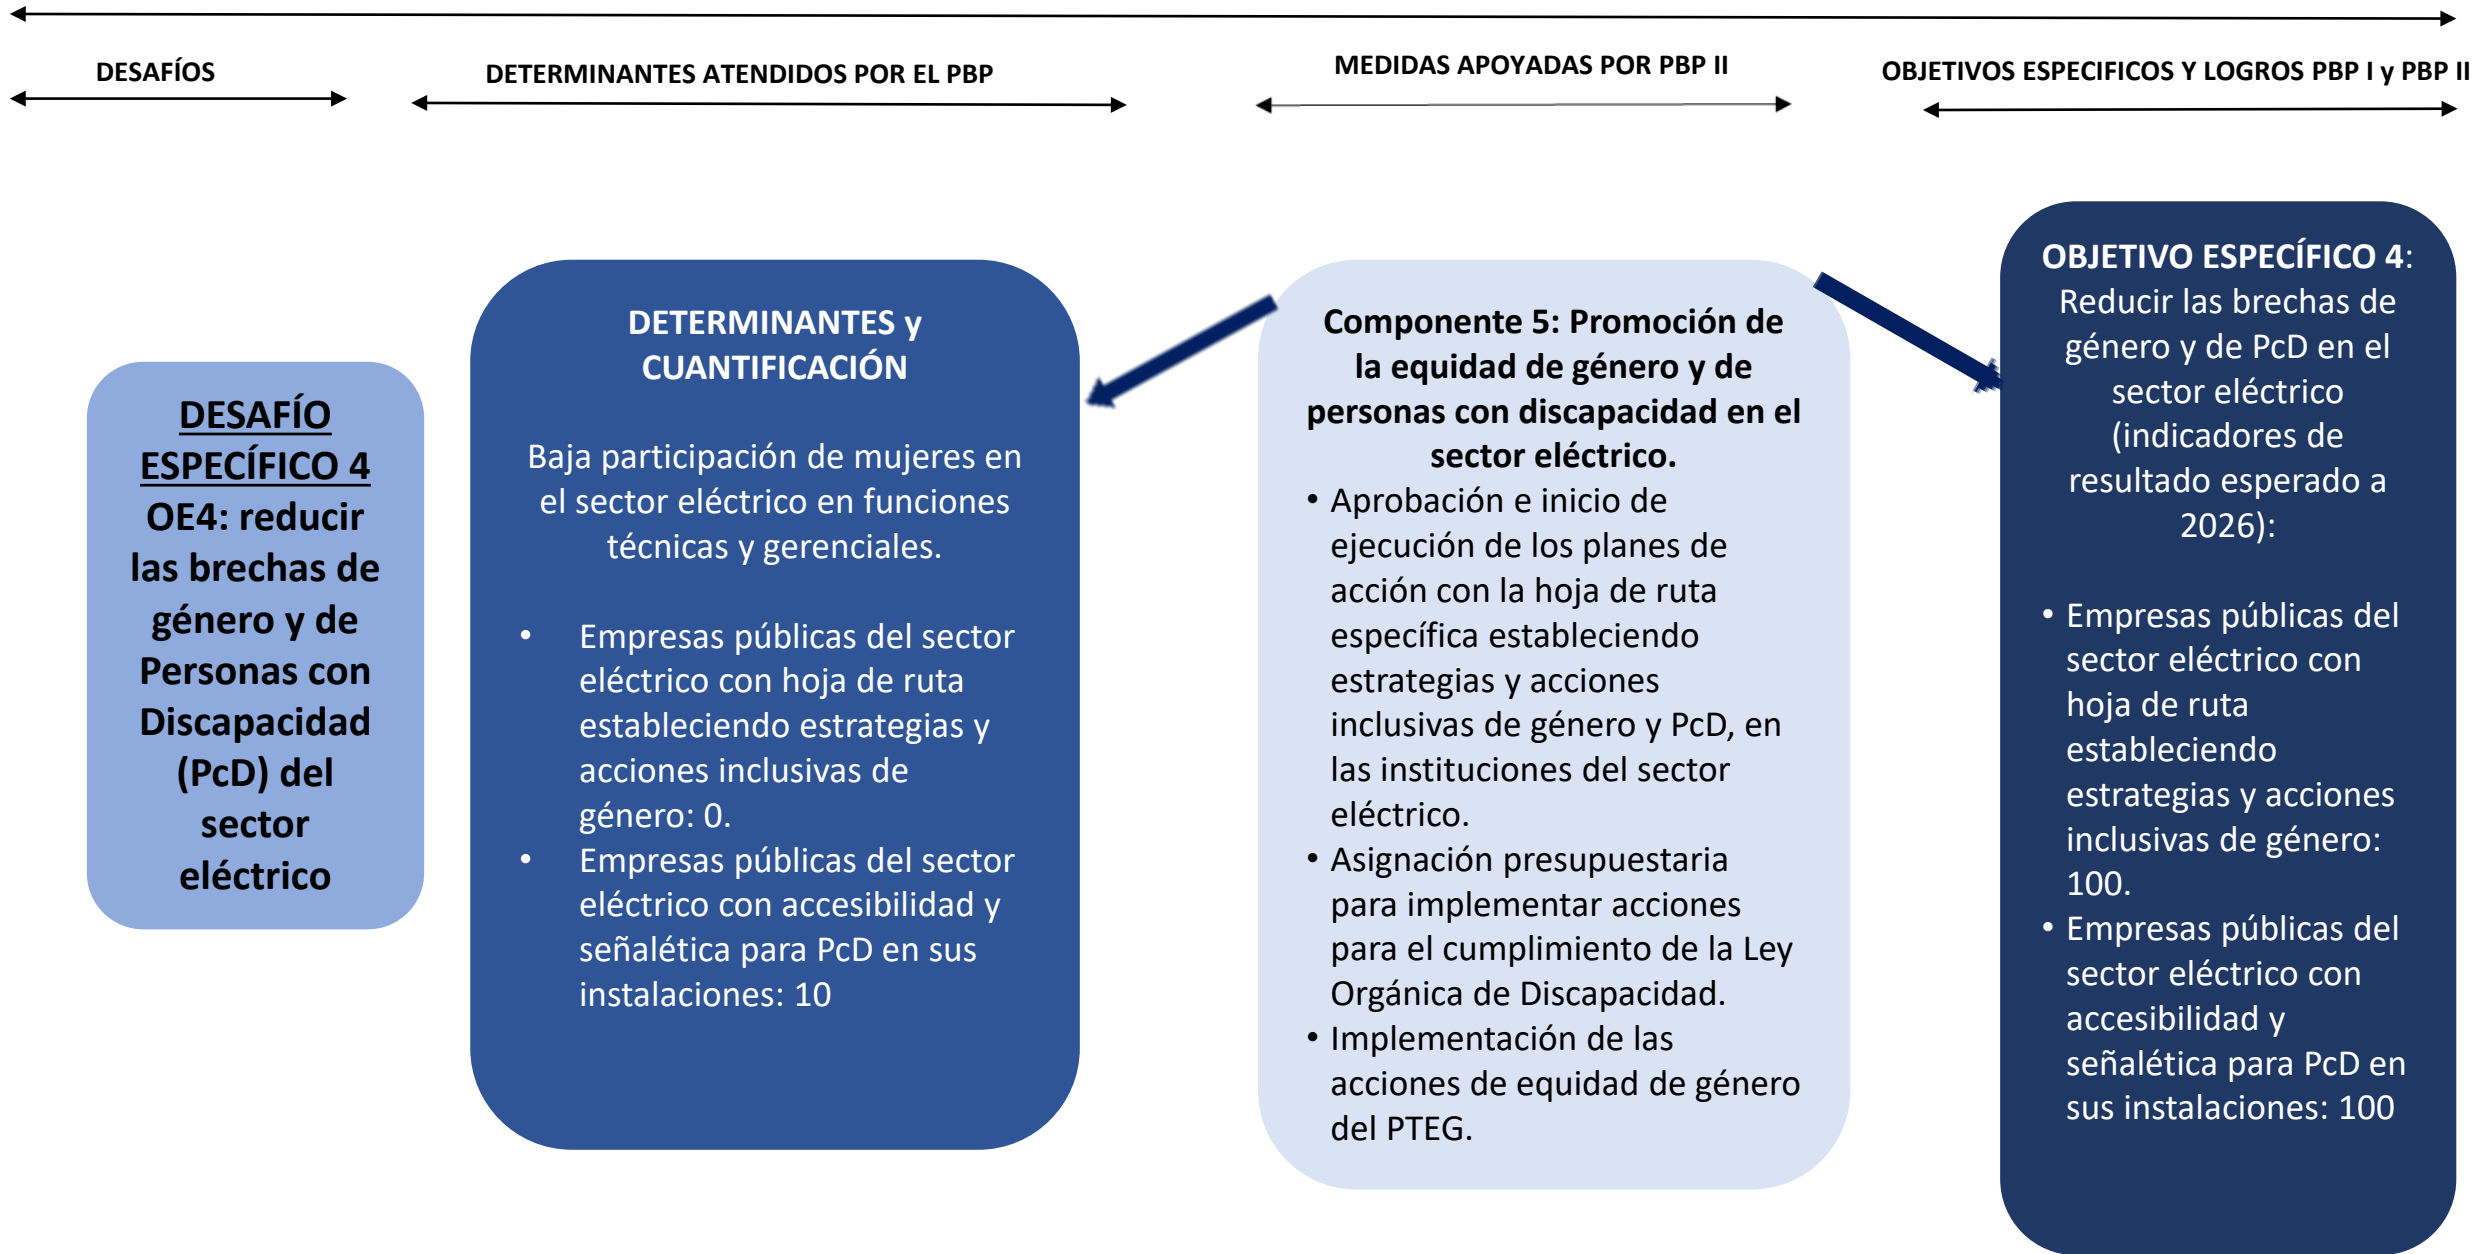 DESAFÍOS
DETERMINANTES ATENDIDOS POR EL PBP
MEDIDAS APOYADAS POR PBP II
OBJETIVOS ESPECIFICOS Y LOGROS PBP I y PBP II
DESAFÍO
ESPECÍFICO 4
OE4: reducir
las brechas de
género y de
Personas con
Discapacidad
(PcD) del
sector
eléctrico
DETERMINANTES y
CUANTIFICACIÓN
Baja participación de mujeres en
el sector eléctrico en funciones
técnicas y gerenciales.
• Empresas públicas del sector
eléctrico con hoja de ruta
estableciendo estrategias y
acciones inclusivas de
género: 0.
• Empresas públicas del sector
eléctrico con accesibilidad y
señalética para PcD en sus
instalaciones: 10
Componente 5: Promoción de
la equidad de género y de
personas con discapacidad en el
sector eléctrico.
• Aprobación e inicio de
ejecución de los planes de
acción con la hoja de ruta
específica estableciendo
estrategias y acciones
inclusivas de género y PcD, en
las instituciones del sector
eléctrico.
• Asignación presupuestaria
para implementar acciones
para el cumplimiento de la Ley
Orgánica de Discapacidad.
• Implementación de las
acciones de equidad de género
del PTEG.
OBJETIVO ESPECÍFICO 4:
Reducir las brechas de
género y de PcD en el
sector eléctrico
(indicadores de
resultado esperado a
2026):
• Empresas públicas del
sector eléctrico con
hoja de ruta
estableciendo
estrategias y acciones
inclusivas de género:
100.
• Empresas públicas del
sector eléctrico con
accesibilidad y
señalética para PcD en
sus instalaciones: 100